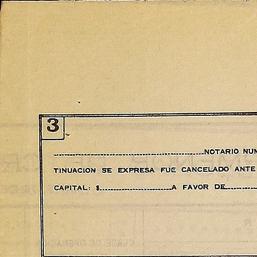 3
NOTARIO NUM
TINUACION SE EXPRESA FUE CANCELADO ANTE
CAPITAL: $ A FAVOR DE